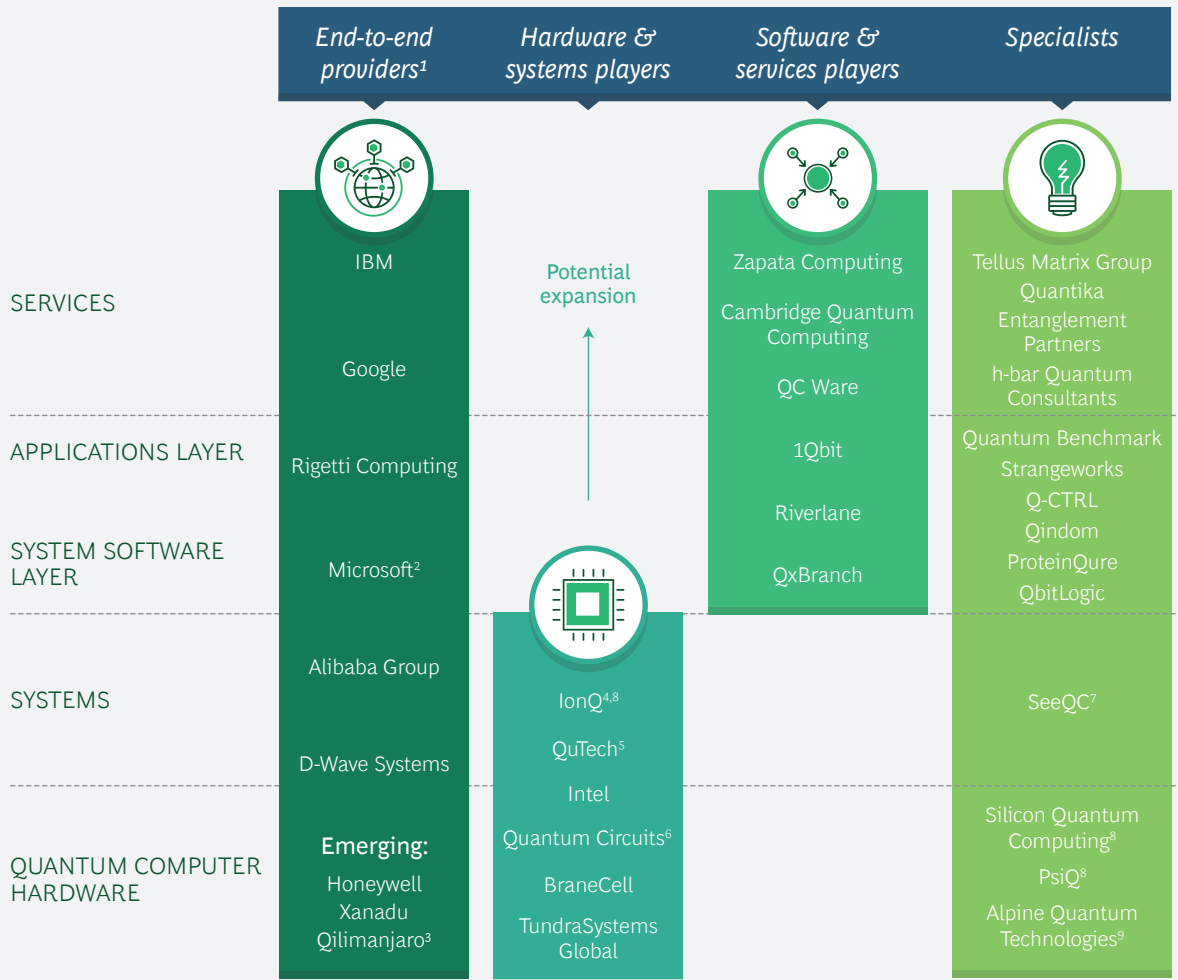 End-to-end
providers¹
Hardware &
systems players
Software &
services players
Specialists
SERVICES
APPLICATIONS LAYER
SYSTEM SOFTWARE
LAYER
SYSTEMS
QUANTUM COMPUTER
HARDWARE
IBM
Google
Rigetti Computing
Microsoft²
Alibaba Group
D-Wave Systems
Emerging:
Honeywell
Xanadu
Qilimanjaro³
Potential
expansion
IonQ⁴,⁸
QuTech⁵
Intel
Quantum Circuits⁶
BraneCell
TundraSystems
Global
Zapata Computing
Cambridge Quantum
Computing
QC Ware
1Qbit
Riverlane
QxBranch
Tellus Matrix Group
Quantika
Entanglement
Partners
h-bar Quantum
Consultants
Quantum Benchmark
Strangeworks
Q-CTRL
Qindom
ProteinQure
QbitLogic
SeeQC⁷
Silicon Quantum
Computing⁸
PsiQ⁸
Alpine Quantum
Technologies⁹